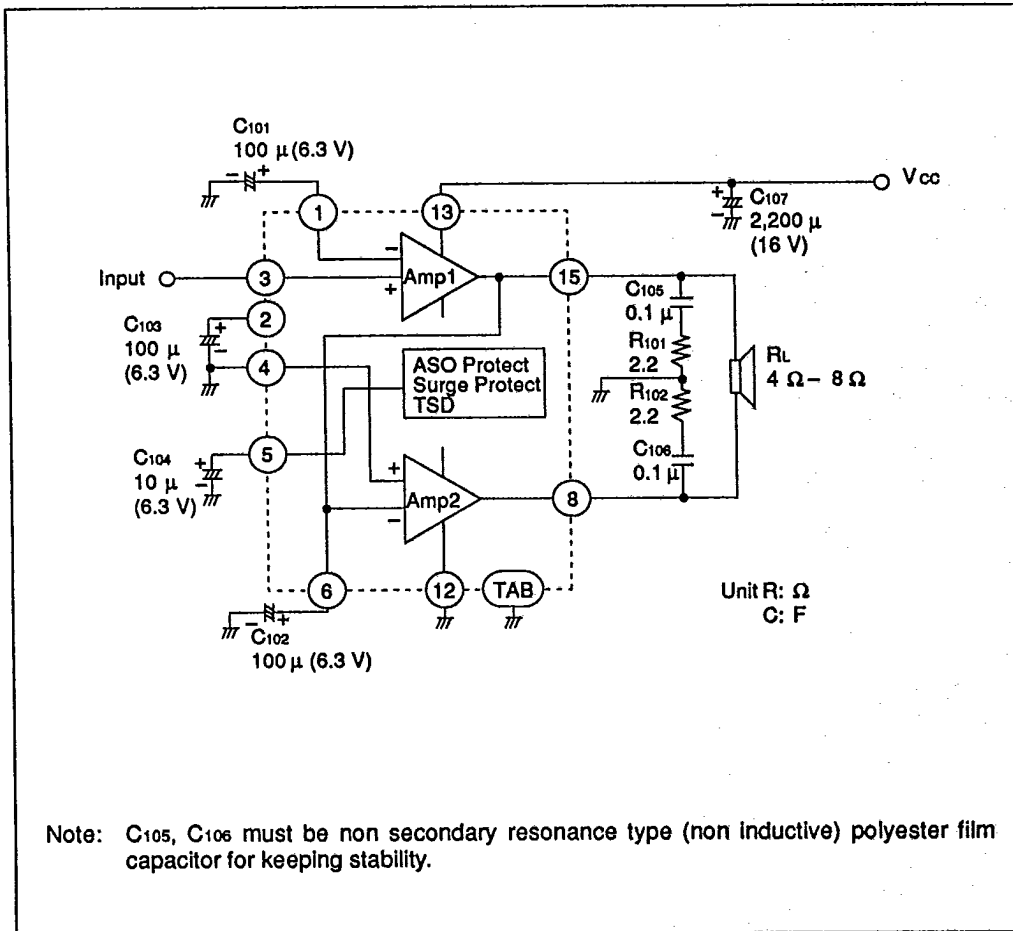 C101
100 µ (6.3 V)
− +
1
13
Vcc
+
−
C107
2,200 µ
(16 V)
Input
3
−
Amp1
+
15
2
C103
100 µ
(6.3 V)
+
−
4
C105
0.1 µ
R101
2.2
R102
2.2
C106
0.1 µ
RL
4 Ω – 8 Ω
ASO Protect
Surge Protect
TSD
5
C104
10 µ
(6.3 V)
+
−
+
Amp2
−
8
6
12
TAB
− +
C102
100 µ (6.3 V)
Unit R: Ω
C: F
Note: C105, C106 must be non secondary resonance type (non inductive) polyester film
capacitor for keeping stability.